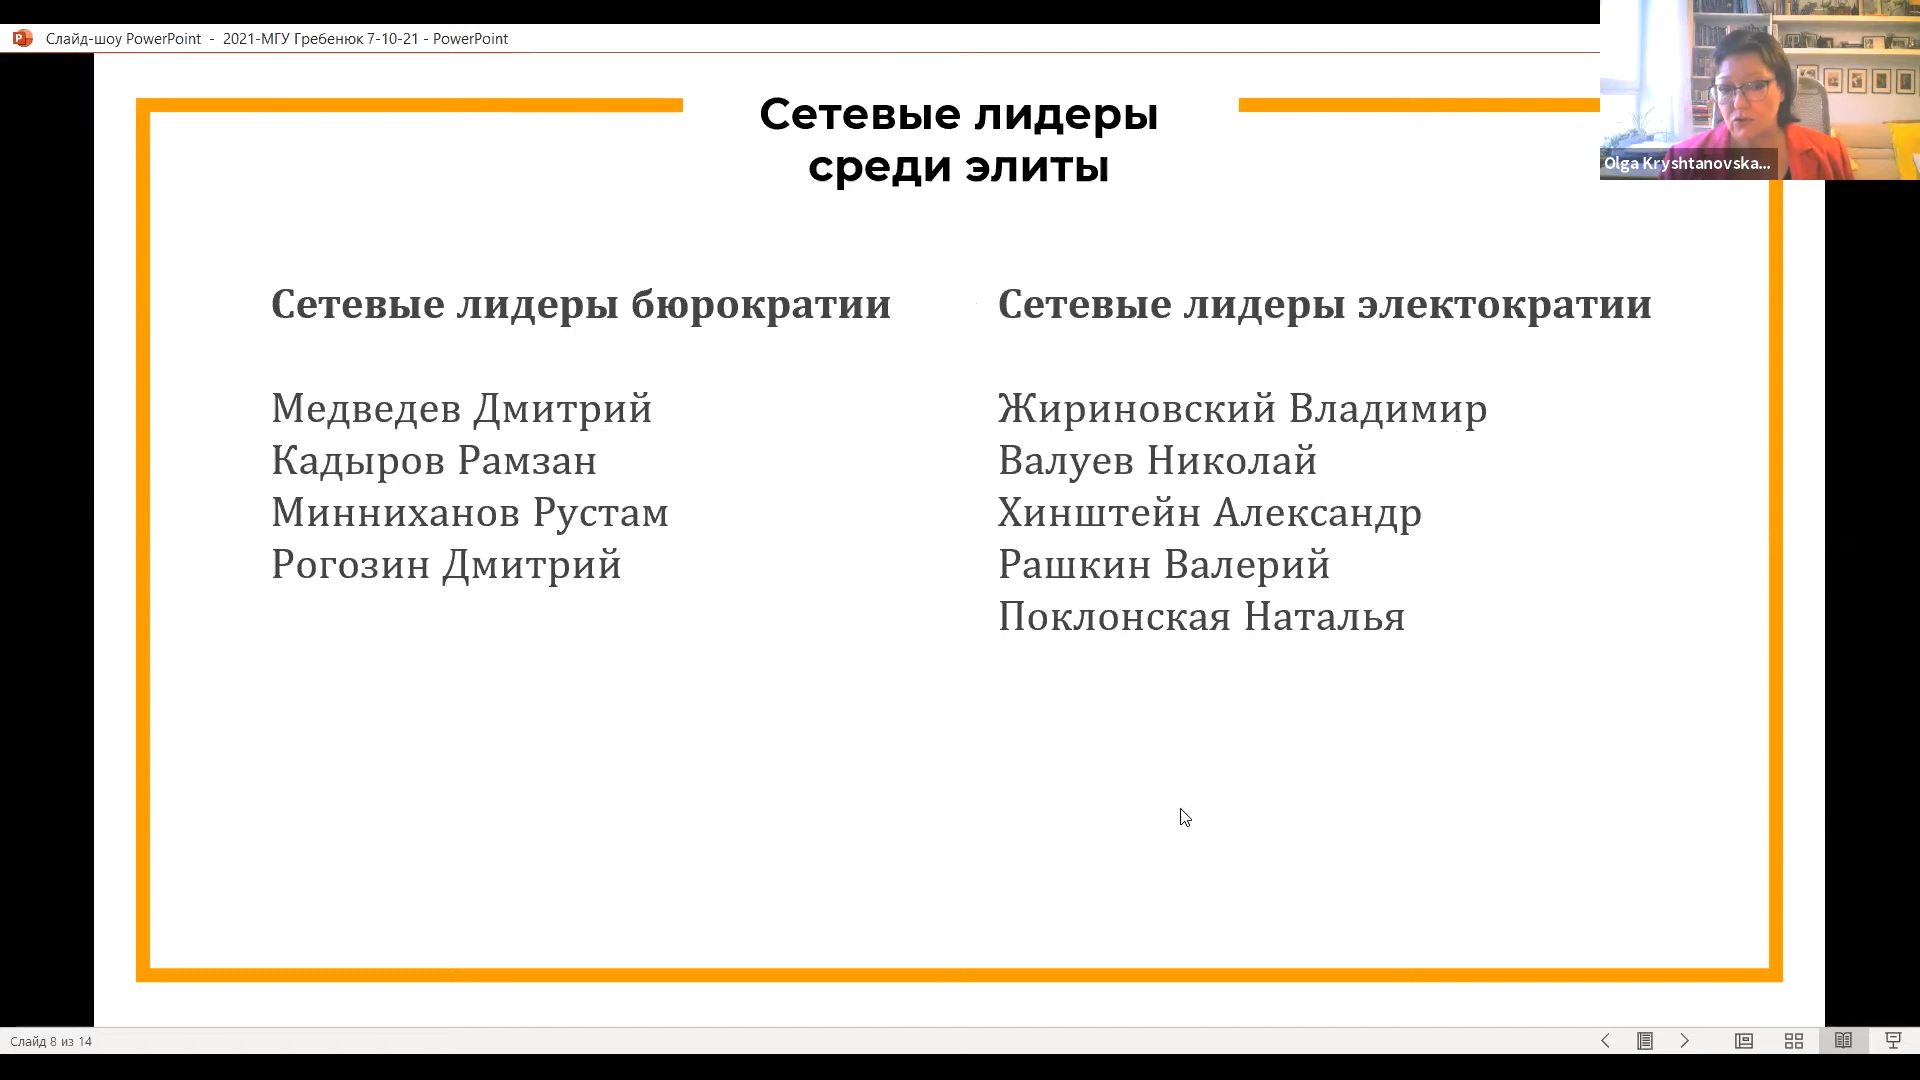 Слайд-шоу PowerPoint - 2021-МГУ Гребенюк 7-10-21 - PowerPoint
Olga Kryshtanovska...
Сетевые лидеры
среди элиты
Сетевые лидеры бюрократии
Медведев Дмитрий
Кадыров Рамзан
Минниханов Рустам
Рогозин Дмитрий
Сетевые лидеры электократии
Жириновский Владимир
Валуев Николай
Хинштейн Александр
Рашкин Валерий
Поклонская Наталья
Слайд 8 из 14